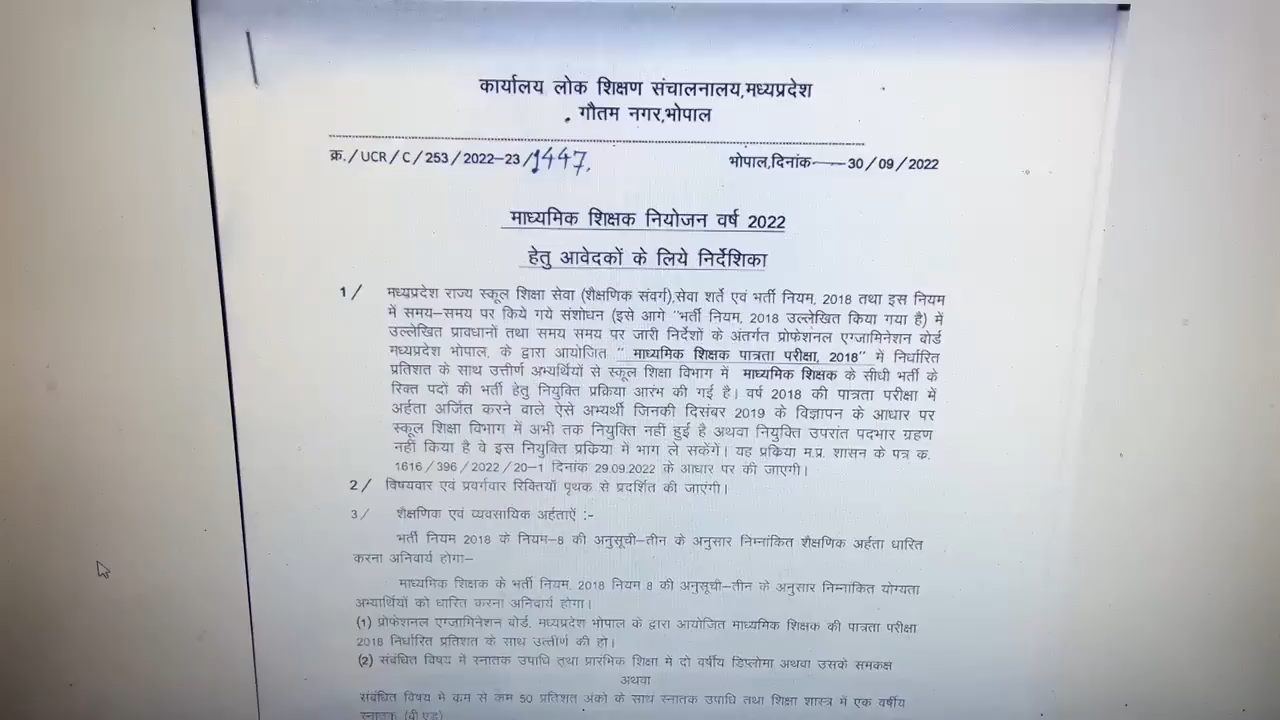 कार्यालय लोक शिक्षण संचालनालय,मध्यप्रदेश
गौतम नगर,भोपाल
क्र./UCR/C/253/2022-23/1447. भोपाल,दिनांक——30/09/2022
माध्यमिक शिक्षक नियोजन वर्ष 2022
हेतु आवेदकों के लिये निर्देशिका
1/ मध्यप्रदेश राज्य स्कूल शिक्षा सेवा (शैक्षणिक संवर्ग),सेवा शर्ते एवं भर्ती नियम, 2018 तथा इस नियम
में समय-समय पर किये गये संशोधन (इसे आगे "भर्ती नियम, 2018 उल्लेखित किया गया है) में
उल्लेखित प्रावधानों तथा समय समय पर जारी निर्देशों के अंतर्गत प्रोफेशनल एग्जामिनेशन बोर्ड
मध्यप्रदेश भोपाल, के द्वारा आयोजित " माध्यमिक शिक्षक पात्रता परीक्षा, 2018" में निर्धारित
प्रतिशत के साथ उत्तीर्ण अभ्यर्थियों से स्कूल शिक्षा विभाग में माध्यमिक शिक्षक के सीधी भर्ती के
रिक्त पदों की भर्ती हेतु नियुक्ति प्रक्रिया आरंभ की गई है। वर्ष 2018 की पात्रता परीक्षा में
अर्हता अर्जित करने वाले ऐसे अभ्यर्थी जिनकी दिसंबर 2019 के विज्ञापन के आधार पर
स्कूल शिक्षा विभाग में अभी तक नियुक्ति नहीं हुई है अथवा नियुक्ति उपरांत पदभार ग्रहण
नहीं किया है वे इस नियुक्ति प्रक्रिया में भाग ले सकेंगें। यह प्रक्रिया म.प्र. शासन के पत्र क.
1616/396/2022/20-1 दिनांक 29.09.2022 के आधार पर की जाएगी।
2/ विषयवार एवं प्रवर्गवार रिक्तियॉ पृथक से प्रदर्शित की जाएंगी।
3/ शैक्षणिक एवं व्यवसायिक अर्हताऐं :-
भर्ती नियम 2018 के नियम-8 की अनुसूची-तीन के अनुसार निम्नांकित शैक्षणिक अर्हता धारित
करना अनिवार्य होगा-
माध्यमिक शिक्षक के भर्ती नियम, 2018 नियम 8 की अनुसूची-तीन के अनुसार निम्नांकित योग्यता
अभ्यार्थियों को धारित करना अनिवार्य होगा।
(1) प्रोफेशनल एग्जामिनेशन बोर्ड, मध्यप्रदेश भोपाल के द्वारा आयोजित माध्यमिक शिक्षक की पात्रता परीक्षा
2018 निर्धारित प्रतिशत के साथ उत्तीर्ण की हो।
(2) संबंधित विषय में स्नातक उपाधि तथा प्रारंभिक शिक्षा में दो वर्षीय डिप्लोमा अथवा उसके समकक्ष
अथवा
संबंधित विषय में कम से कम 50 प्रतिशत अंको के साथ स्नातक उपाधि तथा शिक्षा शास्त्र में एक वर्षीय
स्नातक (बी.एड)